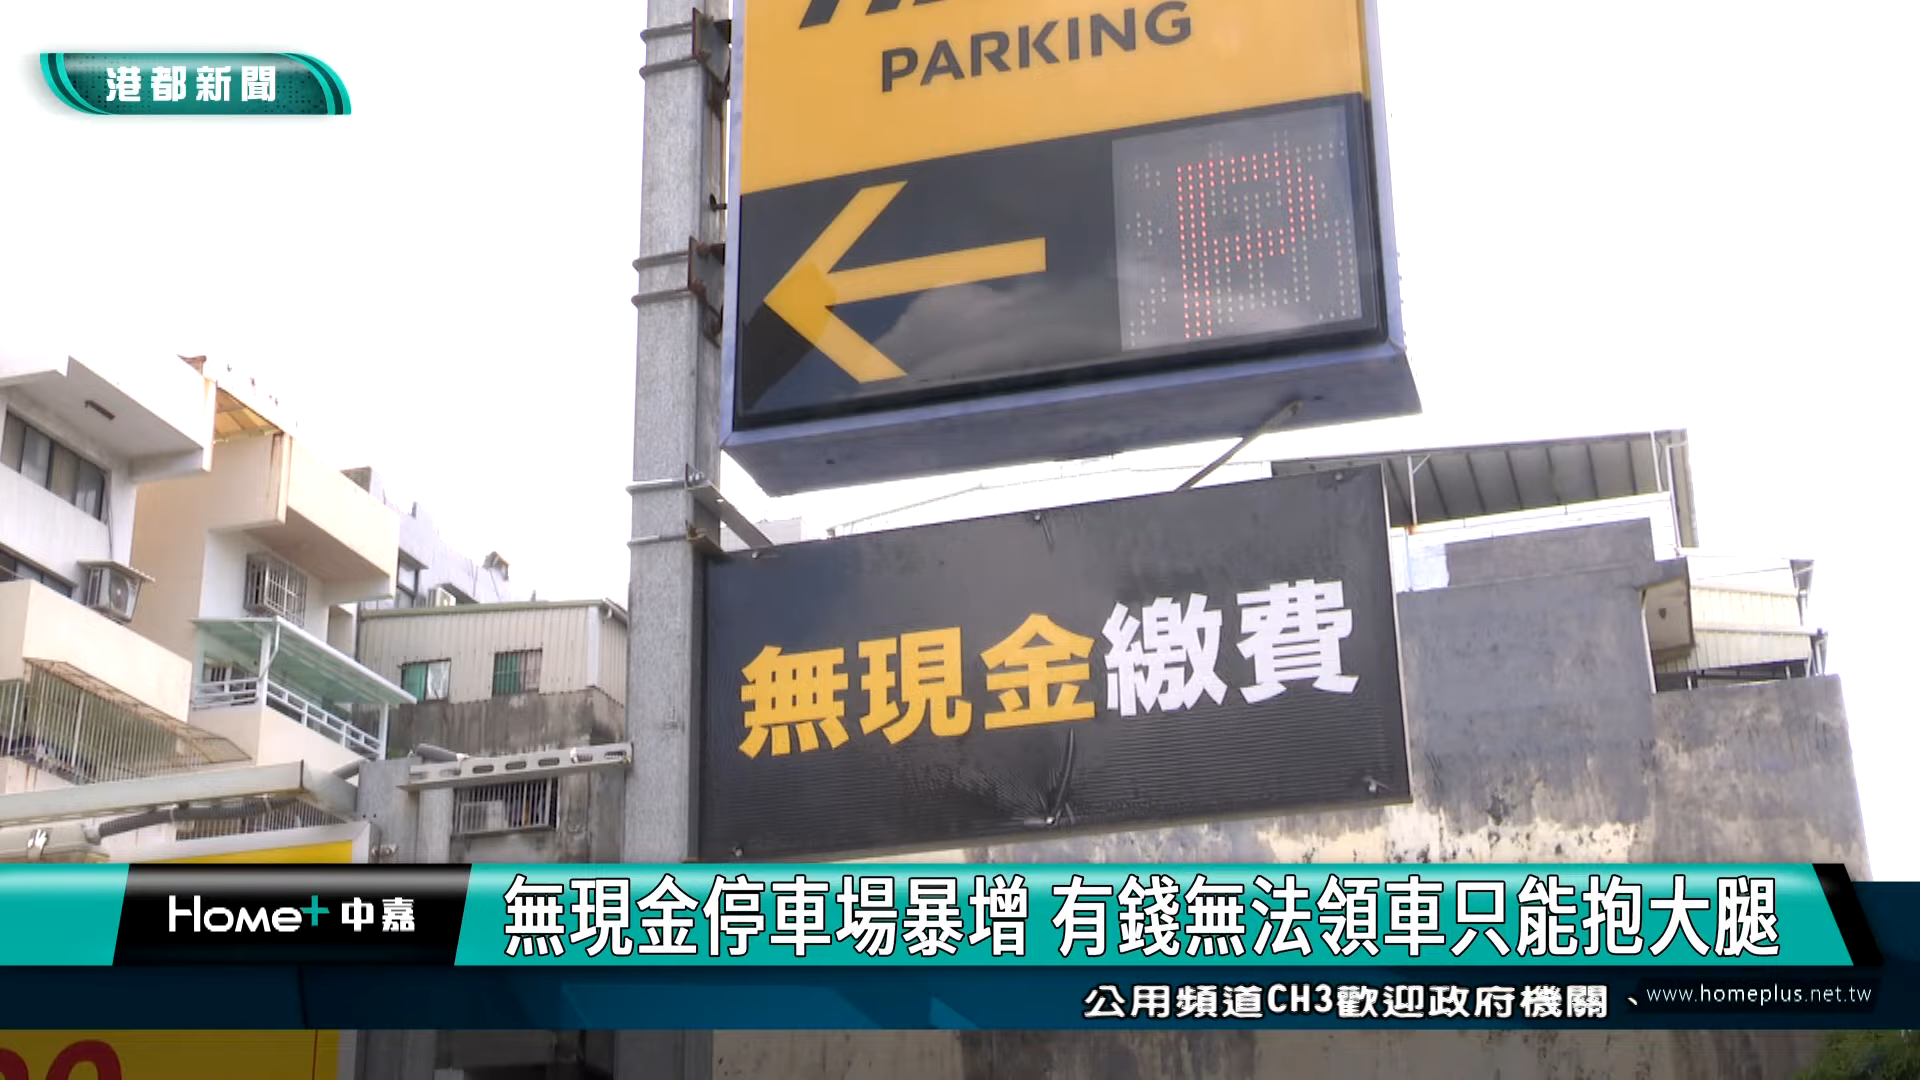 港都新聞
PARKING
P
無現金繳費
Home+中嘉
無現金停車場暴增 有錢無法領車只能抱大腿
公用頻道CH3歡迎政府機關、
www.homeplus.net.tw